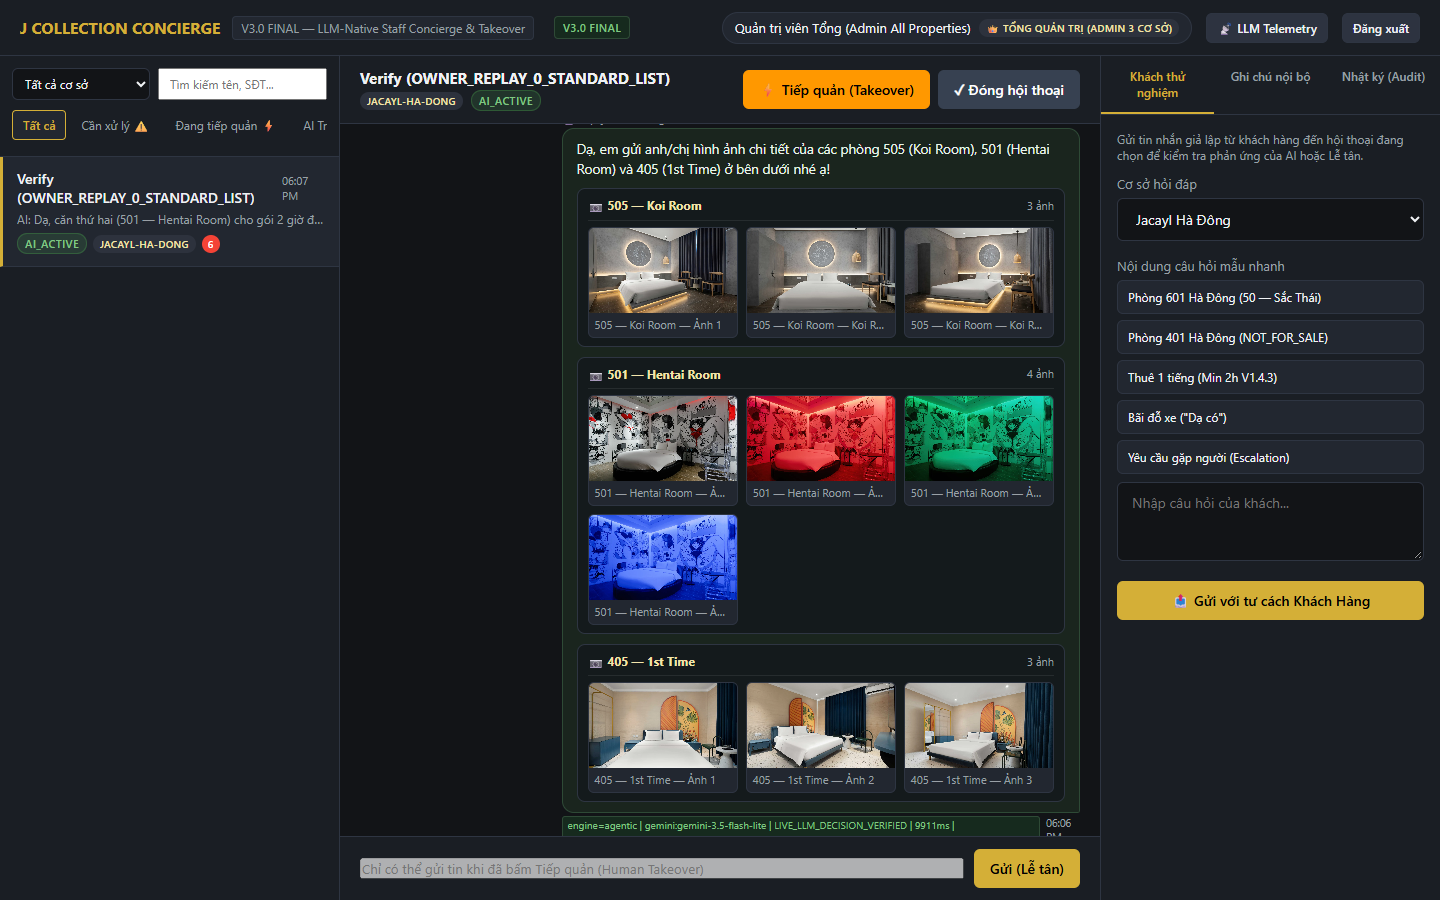 J COLLECTION CONCIERGE
V3.0 FINAL — LLM-Native Staff Concierge & Takeover
V3.0 FINAL
Quản trị viên Tổng (Admin All Properties)
TỔNG QUẢN TRỊ (ADMIN 3 CƠ SỞ)
LLM Telemetry
Đăng xuất
Tất cả cơ sở
Tìm kiếm tên, SĐT...
Tất cả
Cần xử lý
Đang tiếp quản
AI Tr
Verify
(OWNER_REPLAY_0_STANDARD_LIST)
06:07
PM
AI: Dạ, căn thứ hai (501 — Hentai Room) cho gói 2 giờ đ...
AI_ACTIVE
JACAYL-HA-DONG
6
Verify (OWNER_REPLAY_0_STANDARD_LIST)
JACAYL-HA-DONG
AI_ACTIVE
Tiếp quản (Takeover)
✓ Đóng hội thoại
Dạ, em gửi anh/chị hình ảnh chi tiết của các phòng 505 (Koi Room), 501 (Hentai
Room) và 405 (1st Time) ở bên dưới nhé ạ!
505 — Koi Room
3 ảnh
505 — Koi Room — Ảnh 1
505 — Koi Room — Koi R...
505 — Koi Room — Koi R...
501 — Hentai Room
4 ảnh
501 — Hentai Room — Ả...
501 — Hentai Room — Ả...
501 — Hentai Room — Ả...
501 — Hentai Room — Ả...
405 — 1st Time
3 ảnh
405 — 1st Time — Ảnh 1
405 — 1st Time — Ảnh 2
405 — 1st Time — Ảnh 3
engine=agentic | gemini:gemini-3.5-flash-lite | LIVE_LLM_DECISION_VERIFIED | 9911ms |
06:06
PM
Chỉ có thể gửi tin khi đã bấm Tiếp quản (Human Takeover)
Gửi (Lễ tân)
Khách thử
nghiệm
Ghi chú nội bộ
Nhật ký (Audit)
Gửi tin nhắn giả lập từ khách hàng đến hội thoại đang
chọn để kiểm tra phản ứng của AI hoặc Lễ tân.
Cơ sở hỏi đáp
Jacayl Hà Đông
Nội dung câu hỏi mẫu nhanh
Phòng 601 Hà Đông (50 — Sắc Thái)
Phòng 401 Hà Đông (NOT_FOR_SALE)
Thuê 1 tiếng (Min 2h V1.4.3)
Bãi đỗ xe ("Dạ có")
Yêu cầu gặp người (Escalation)
Nhập câu hỏi của khách...
Gửi với tư cách Khách Hàng